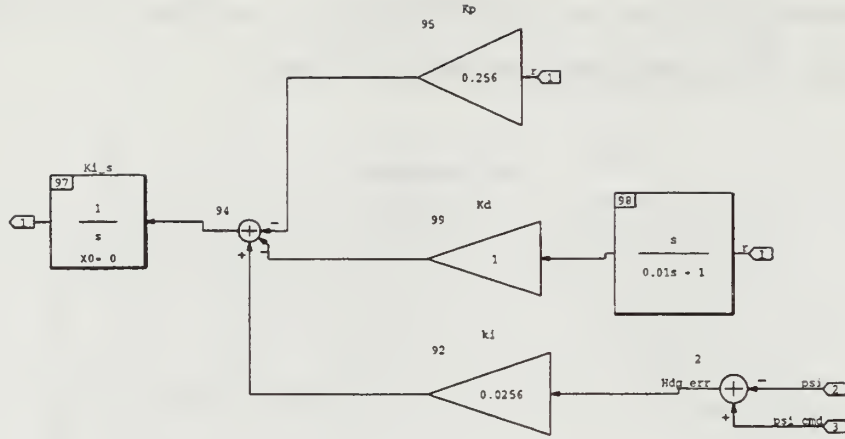 Kp
95
0.256
r 1
Ki_s
97
1
s
X0= 0
1
94
-
-
+
Kd
99
1
98
s
0.01s + 1
r 1
ki
92
0.0256
2
Hdg_err
-
+
psi 2
psi_cmd 3